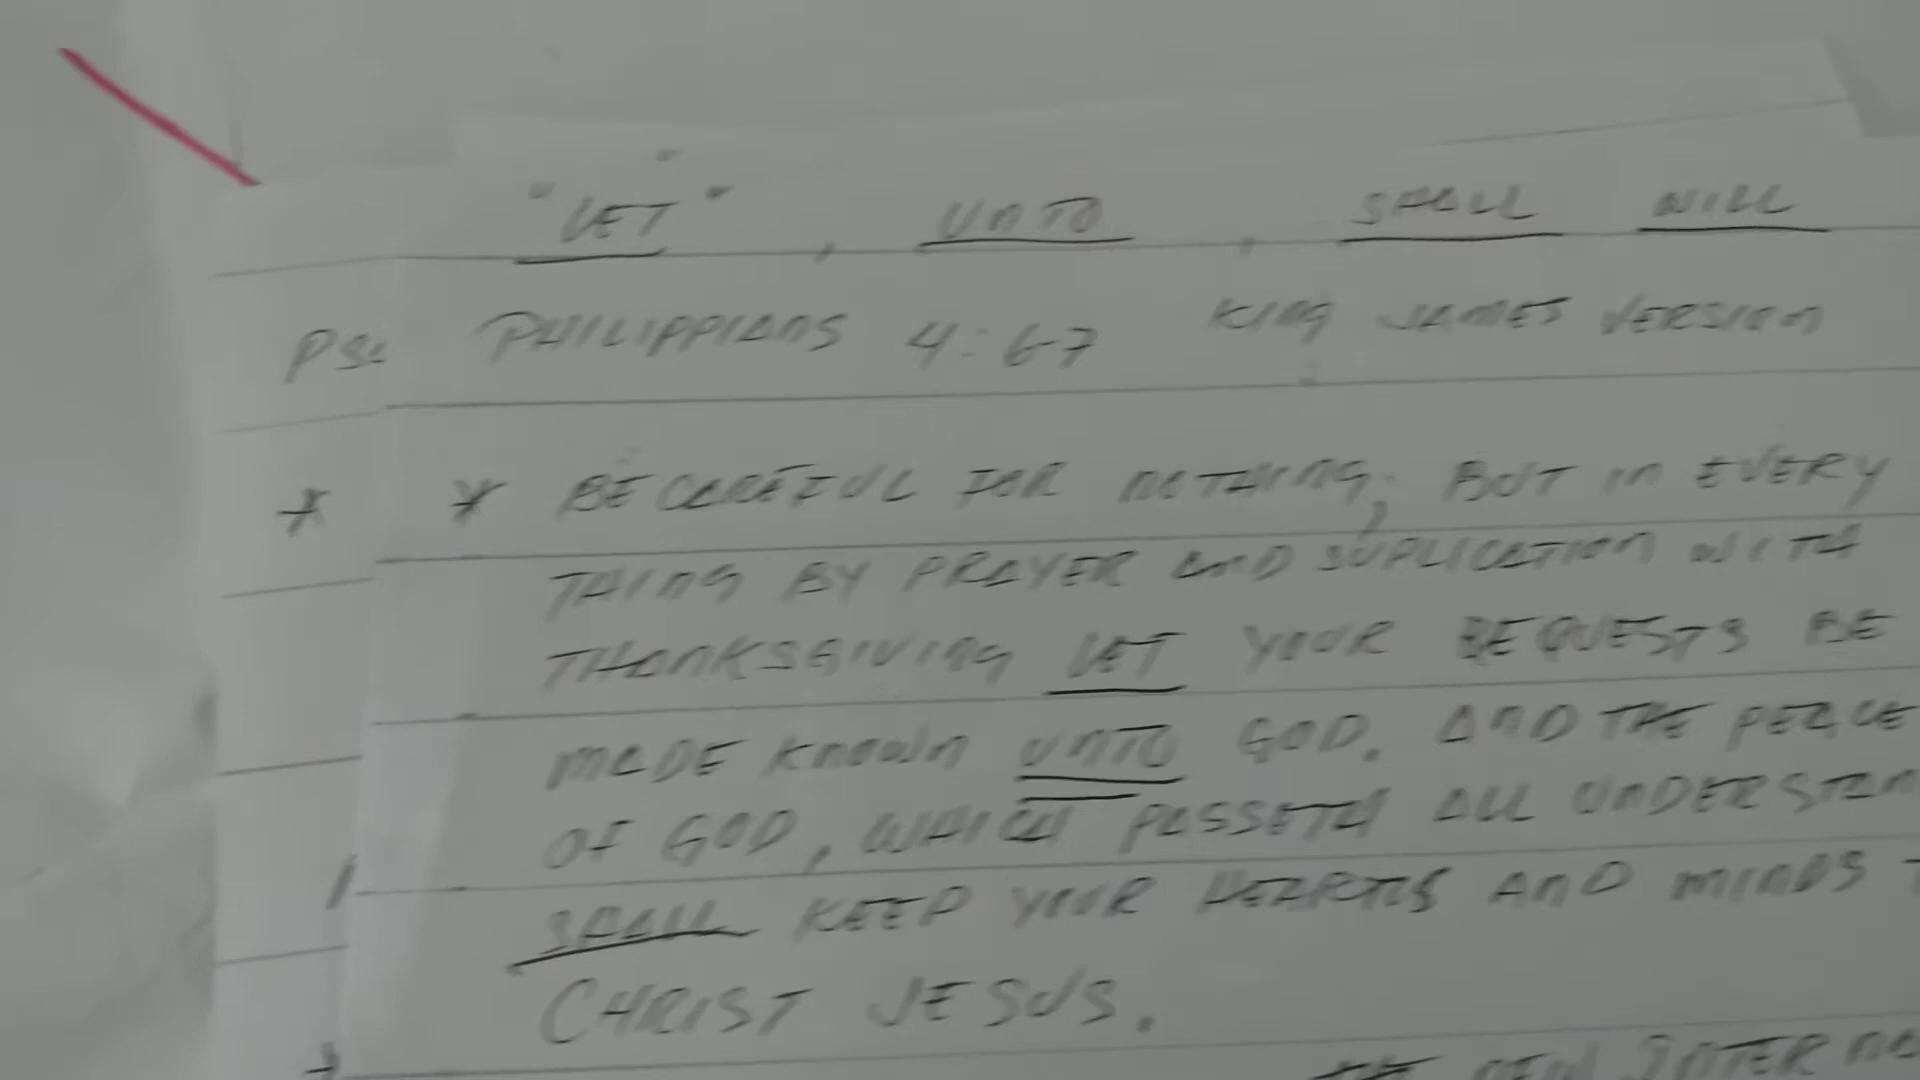 "LET", UNTO, SHALL WILL
PHILIPPIANS 4:6-7 KING JAMES VERSION
* * BE CAREFUL FOR NOTHING; BUT IN EVERY
THING BY PRAYER AND SUPLICATION WITH
THANKSGIVING LET YOUR REQUESTS BE
MADE KNOWN UNTO GOD. AND THE PEACE
OF GOD, WHICH PASSETH ALL
SHALL KEEP YOUR HEARTS AND MINDS
CHRIST JESUS.
NEW